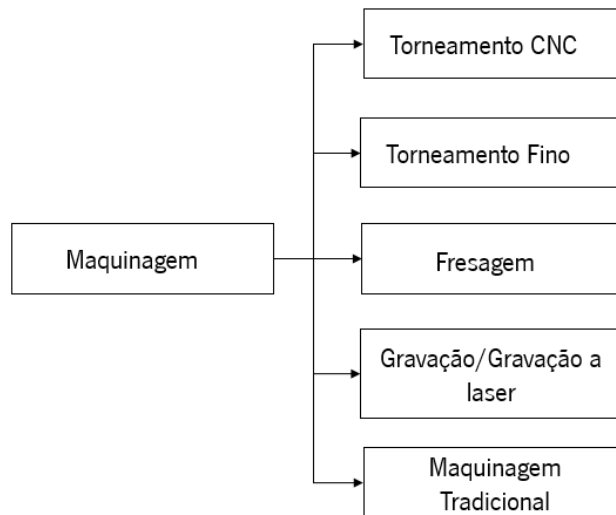 Torneamento CNC
Torneamento Fino
Maquinagem
Fresagem
Gravação/Gravação a
laser
Maquinagem
Tradicional